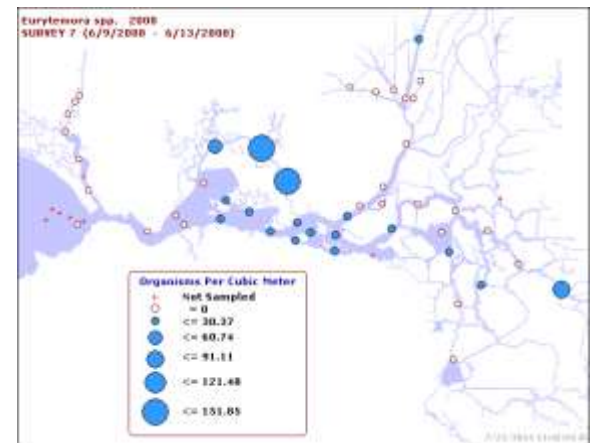 Eurytemora spp. 2008
SURVEY 7 (6/9/2008 - 6/13/2008)
Organisms Per Cubic Meter
Not Sampled
= 0
<= 30.37
<= 60.74
<= 91.11
<= 121.48
<= 151.85